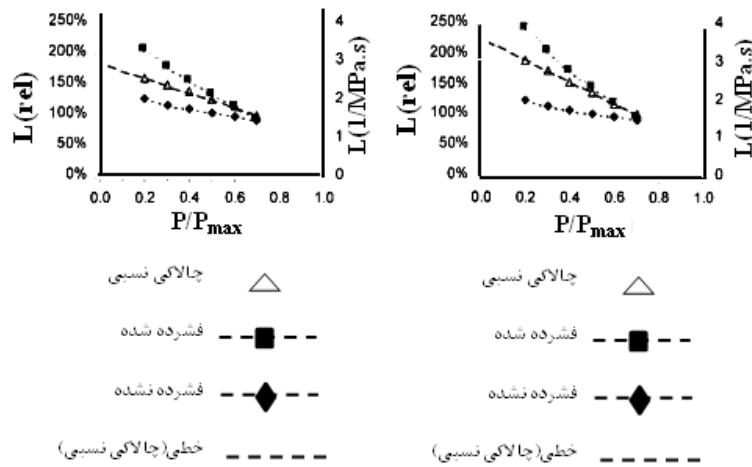 250%
200%
150%
100%
50%
0%
L(rel)
4
3
2
1
0
L(1/MPa.s)
0.0 0.2 0.4 0.6 0.8 1.0
P/Pmax
250%
200%
150%
100%
50%
0%
L(rel)
4
3
2
1
0
L(1/MPa.s)
0.0 0.2 0.4 0.6 0.8 1.0
P/Pmax
چالاکی نسبی
فشرده شده
فشرده نشده
خطی(چالاکی نسبی)
چالاکی نسبی
فشرده شده
فشرده نشده
خطی(چالاکی نسبی)